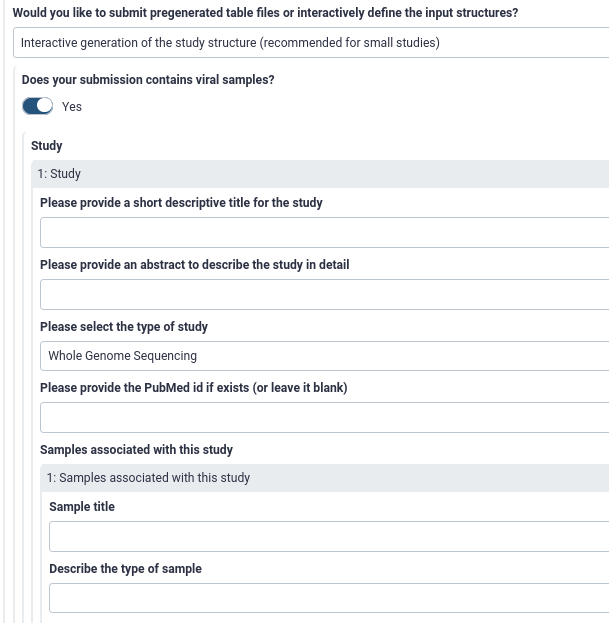 Would you like to submit pregenerated table files or interactively define the input structures?
Interactive generation of the study structure (recommended for small studies)
Does your submission contains viral samples?
Yes
Study
1: Study
Please provide a short descriptive title for the study
Please provide an abstract to describe the study in detail
Please select the type of study
Whole Genome Sequencing
Please provide the PubMed id if exists (or leave it blank)
Samples associated with this study
1: Samples associated with this study
Sample title
Describe the type of sample